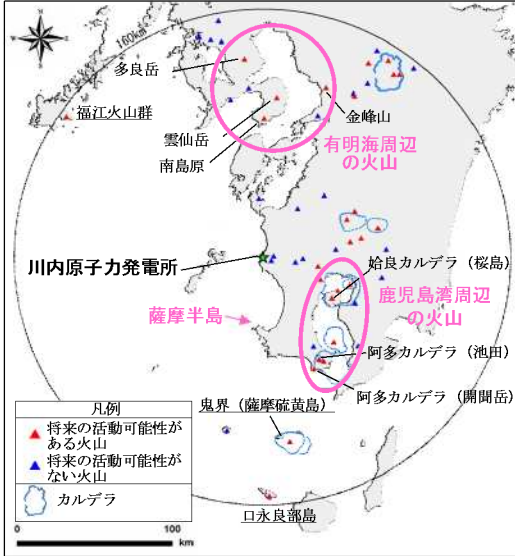 160km
多良岳
福江火山群
金峰山
雲仙岳
南島原
有明海周辺
の火山
川内原子力発電所
姶良カルデラ（桜島）
薩摩半島
鹿児島湾周辺
の火山
阿多カルデラ（池田）
阿多カルデラ（開聞岳）
鬼界（薩摩硫黄島）
口永良部島
凡例
将来の活動可能性が
ある火山
将来の活動可能性が
ない火山
カルデラ
0
100
km